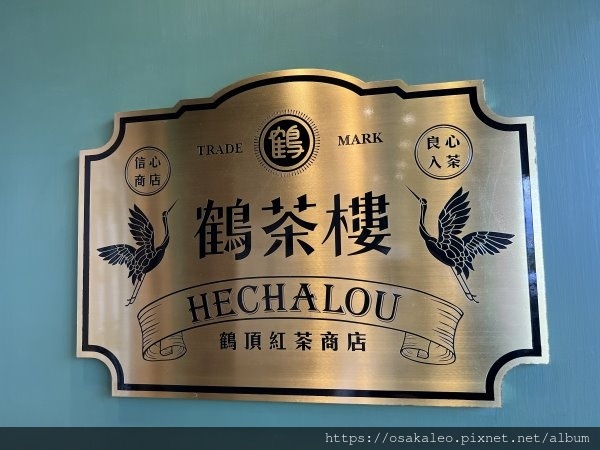 TRADE 鶴 MARK
信心
商店
良心
入茶
鶴茶樓
HECHALOU
鶴頂紅茶商店
https://osakaleo.pixnet.net/album